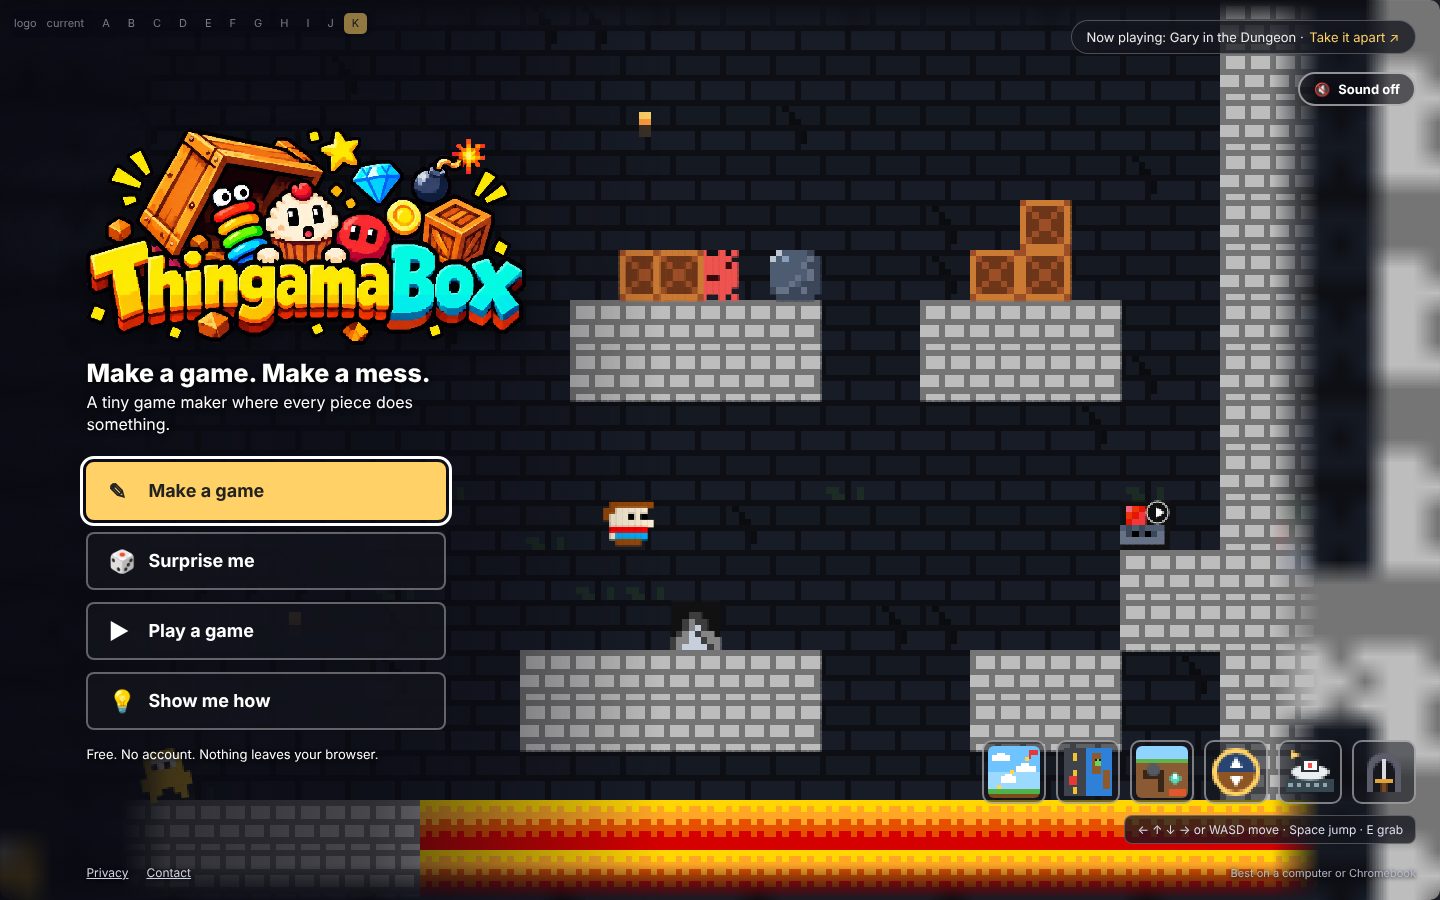 logo current A B C D E F G H I J K
Now playing: Gary in the Dungeon · Take it apart ↗
Sound off
ThingamaBox
Make a game. Make a mess.
A tiny game maker where every piece does
something.
Make a game
Surprise me
Play a game
Show me how
Free. No account. Nothing leaves your browser.
← ↑ ↓ → or WASD move · Space jump · E grab
Privacy Contact
Best on a computer or Chromebook